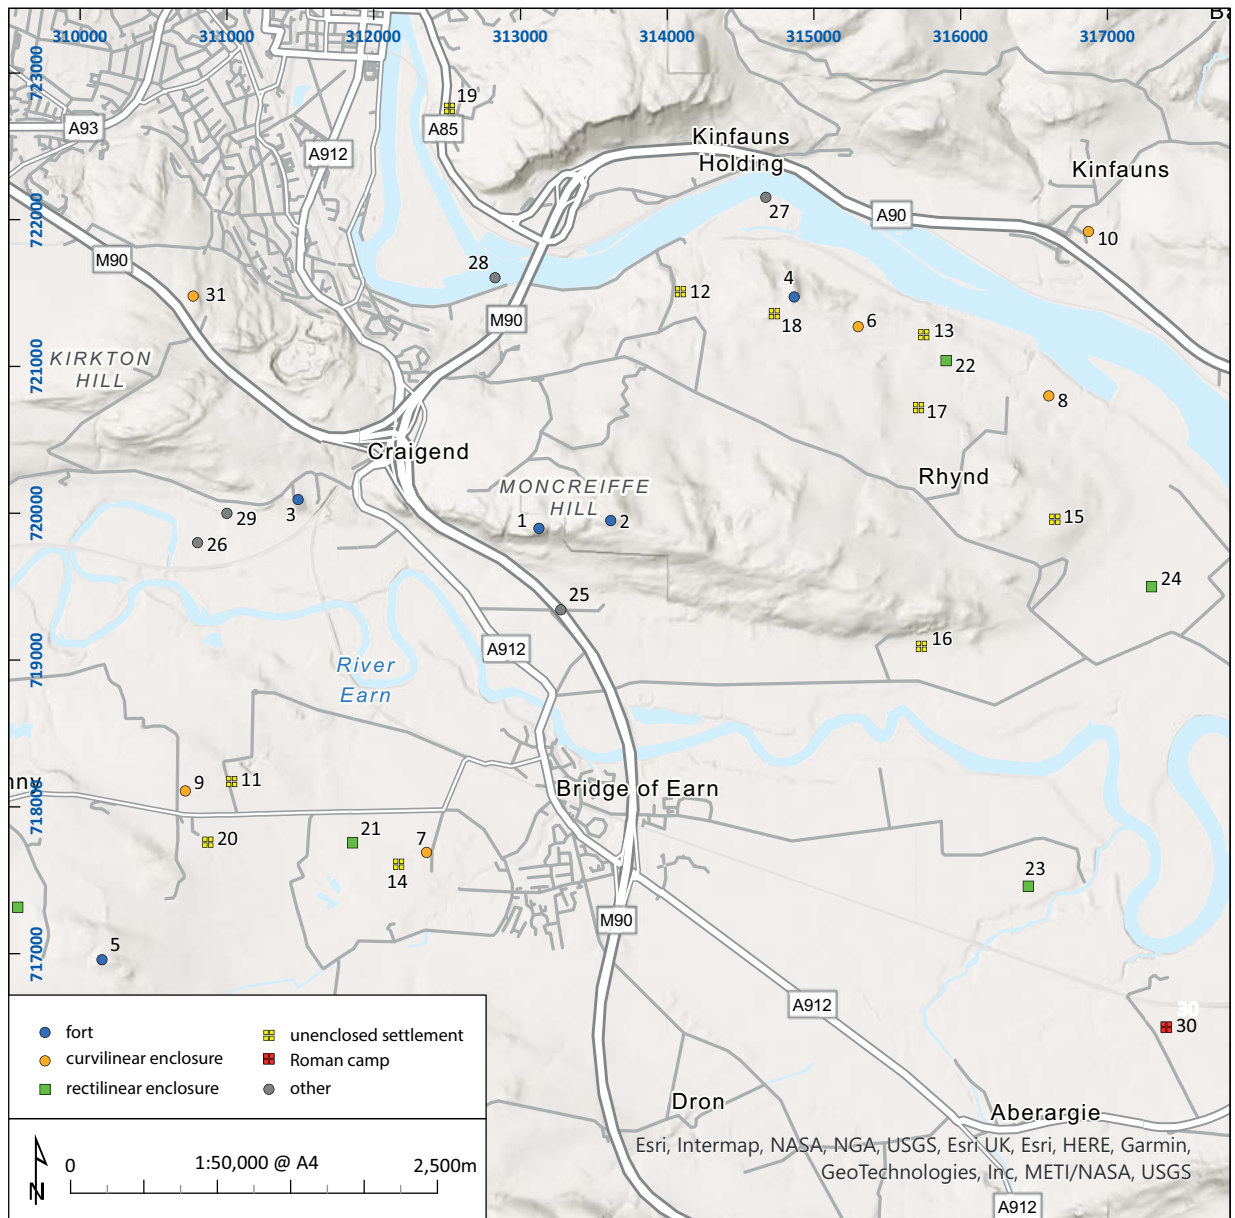 310000 311000 312000 313000 314000 315000 316000 317000
723000
19
A93
A85
A912
Kinfauns
Holding
Kinfauns
722000
27
A90
10
M90
28
31
12
4
18
6
13
M90
22
KIRKTON
HILL
721000
8
17
Craigend
Rhynd
MONCREIFFE
HILL
720000
3
29
26
1
2
15
24
25
A912
16
719000
River
Earn
9
11
Bridge of Earn
718000
20
21
7
14
23
M90
717000
5
A912
30
30
fort
curvilinear enclosure
rectilinear enclosure
unenclosed settlement
Roman camp
other
Dron
Aberargie
N
0
1:50,000 @ A4
2,500m
Esri, Intermap, NASA, NGA, USGS, Esri UK, Esri, HERE, Garmin,
GeoTechnologies, Inc, METI/NASA, USGS
A912